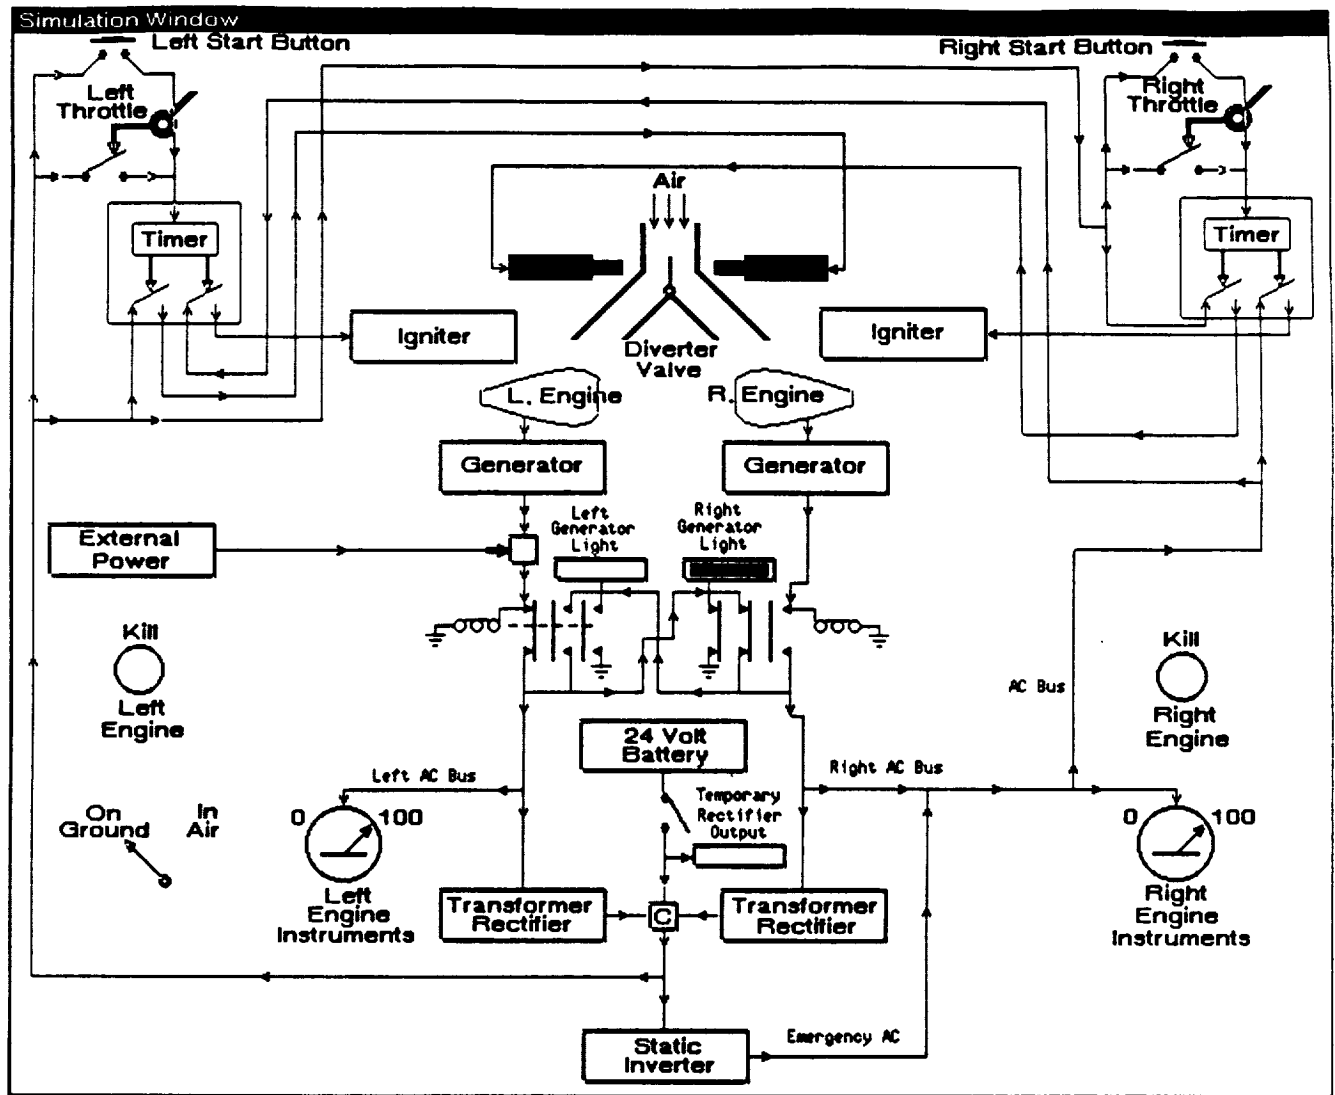 Simulation Window
Left Start Button
Right Start Button
Left
Throttle
Right
Throttle
Air
Timer
Timer
Igniter
Igniter
Diverter
Valve
L. Engine
R. Engine
Generator
Generator
Left
Generator
Light
Right
Generator
Light
External
Power
Kill
Left
Engine
Kill
Right
Engine
AC Bus
24 Volt
Battery
Left AC Bus
Right AC Bus
Temporary
Rectifier
Output
On
Ground
In
Air
0
100
Left
Engine
Instruments
0
100
Right
Engine
Instruments
Transformer
Rectifier
C
Transformer
Rectifier
Emergency AC
Static
Inverter